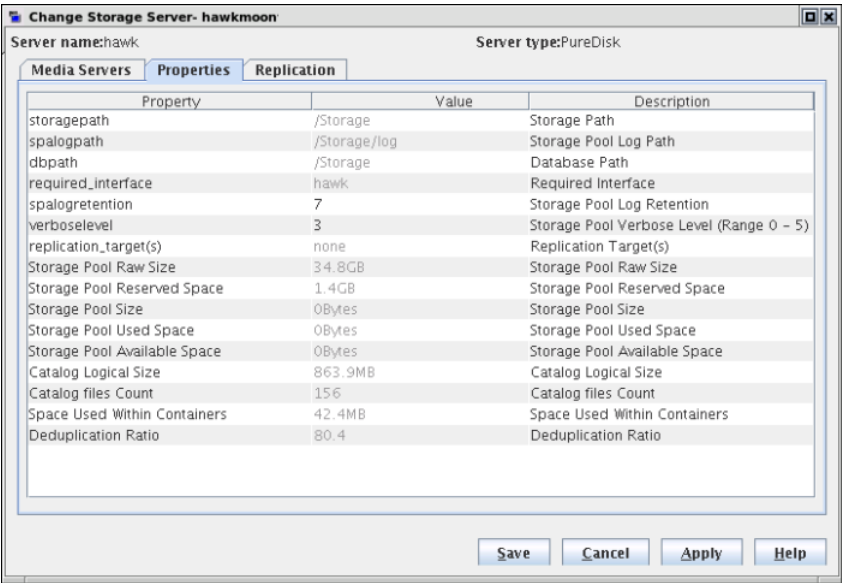 Change Storage Server- hawkmoon
Server name:hawk Server type:PureDisk
Media Servers Properties Replication
Property Value Description
storagepath /Storage Storage Path
spalogpath /Storage/log Storage Pool Log Path
dbpath /Storage Database Path
required_interface hawk Required Interface
spalogretention 7 Storage Pool Log Retention
verboselevel 3 Storage Pool Verbose Level (Range 0 – 5)
replication_target(s) none Replication Target(s)
Storage Pool Raw Size 34.8GB Storage Pool Raw Size
Storage Pool Reserved Space 1.4GB Storage Pool Reserved Space
Storage Pool Size 0Bytes Storage Pool Size
Storage Pool Used Space 0Bytes Storage Pool Used Space
Storage Pool Available Space 0Bytes Storage Pool Available Space
Catalog Logical Size 863.9MB Catalog Logical Size
Catalog files Count 156 Catalog files Count
Space Used Within Containers 42.4MB Space Used Within Containers
Deduplication Ratio 80.4 Deduplication Ratio
Save Cancel Apply Help